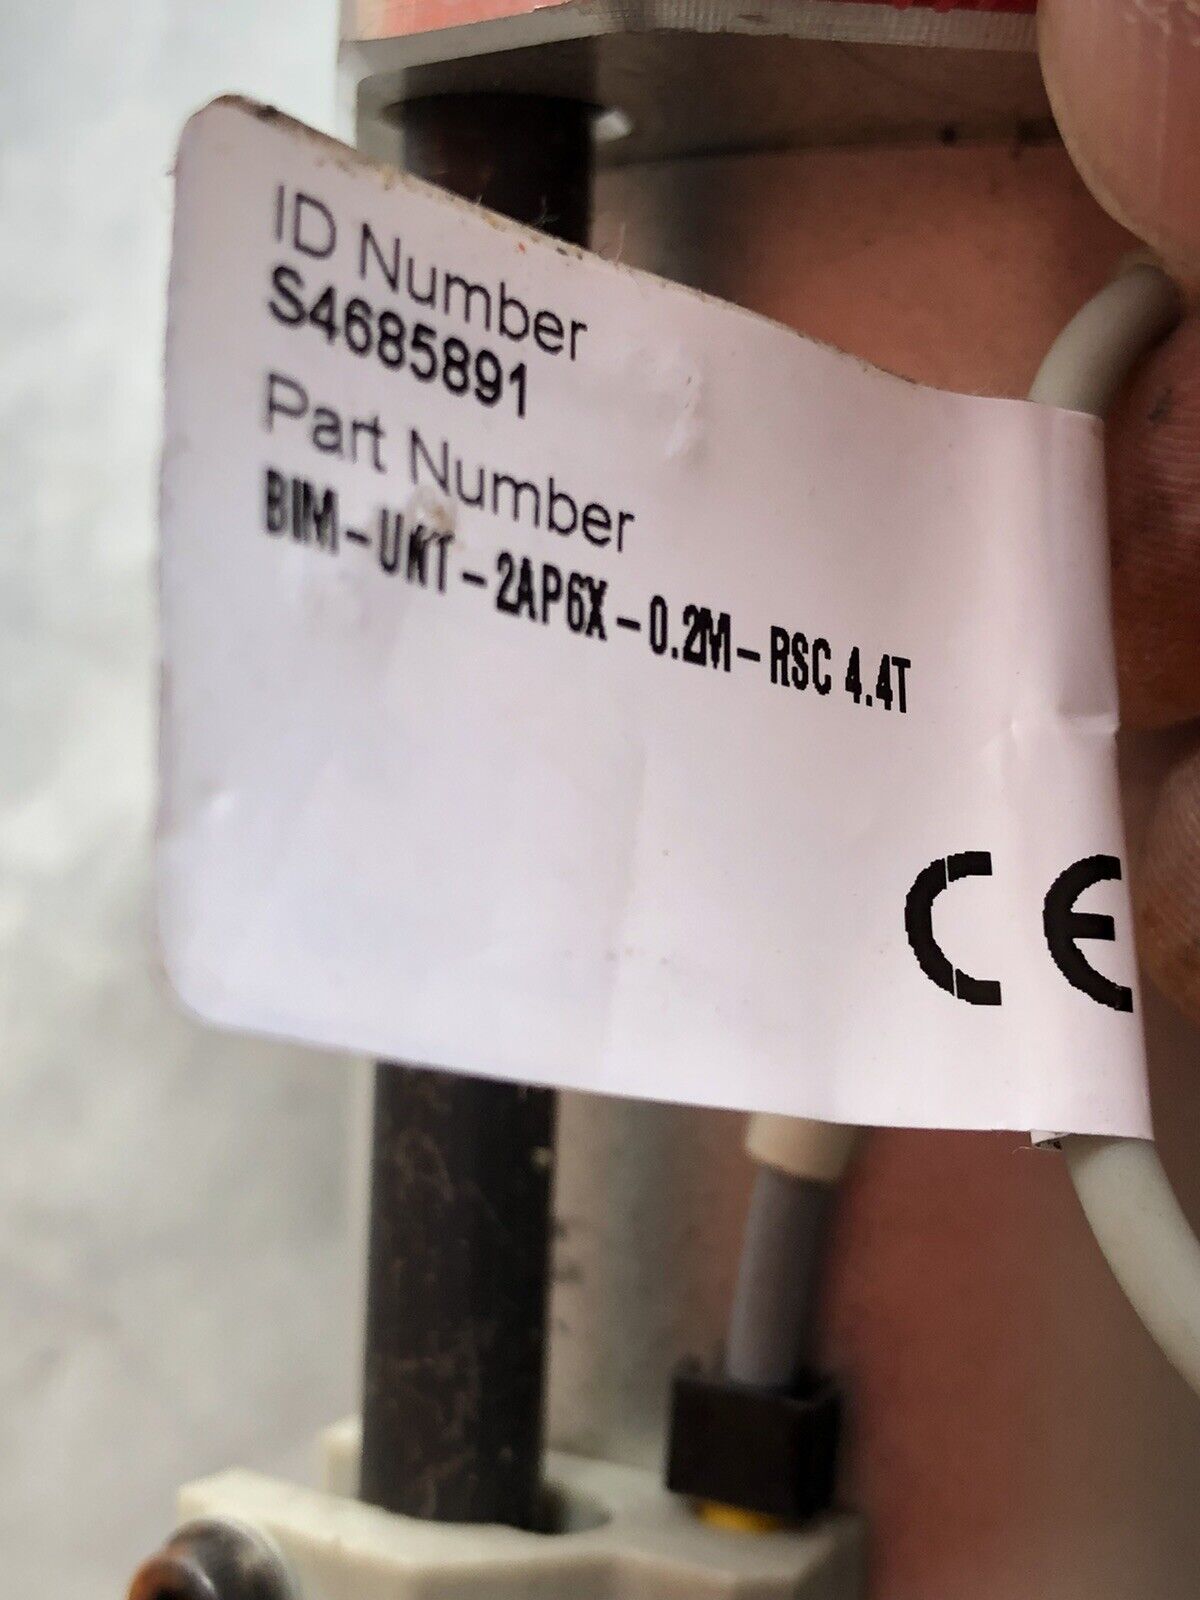 ID Number
S4685891
Part Number
BIM-UNT-2AP6X-0.2M-RSC 4.4T
CE